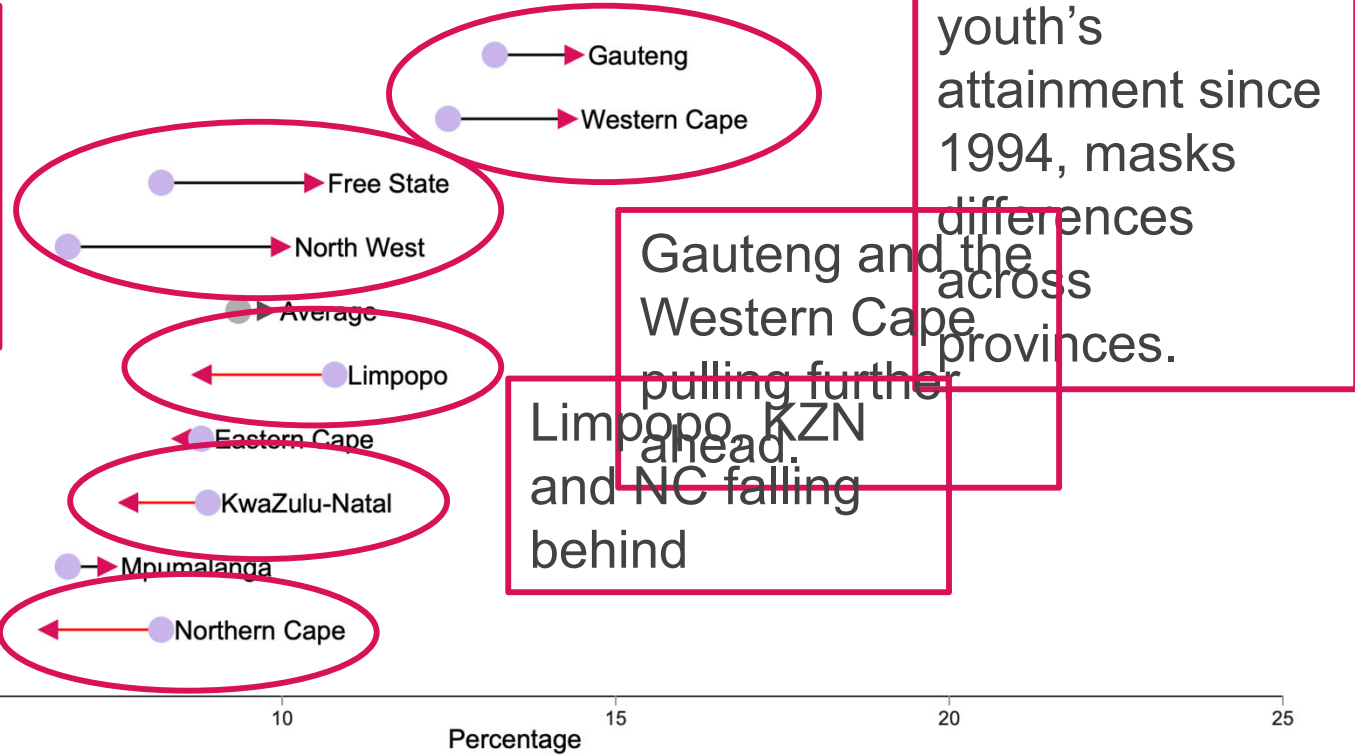 Gauteng
Western Cape
Free State
North West
Average
Limpopo
Eastern Cape
KwaZulu-Natal
Mpumalanga
Northern Cape
youth’s
attainment since
1994, masks
differences
across
provinces.
Gauteng and the
Western Cape
pulling further
ahead.
Limpopo, KZN
and NC falling
behind
10
15
20
25
Percentage